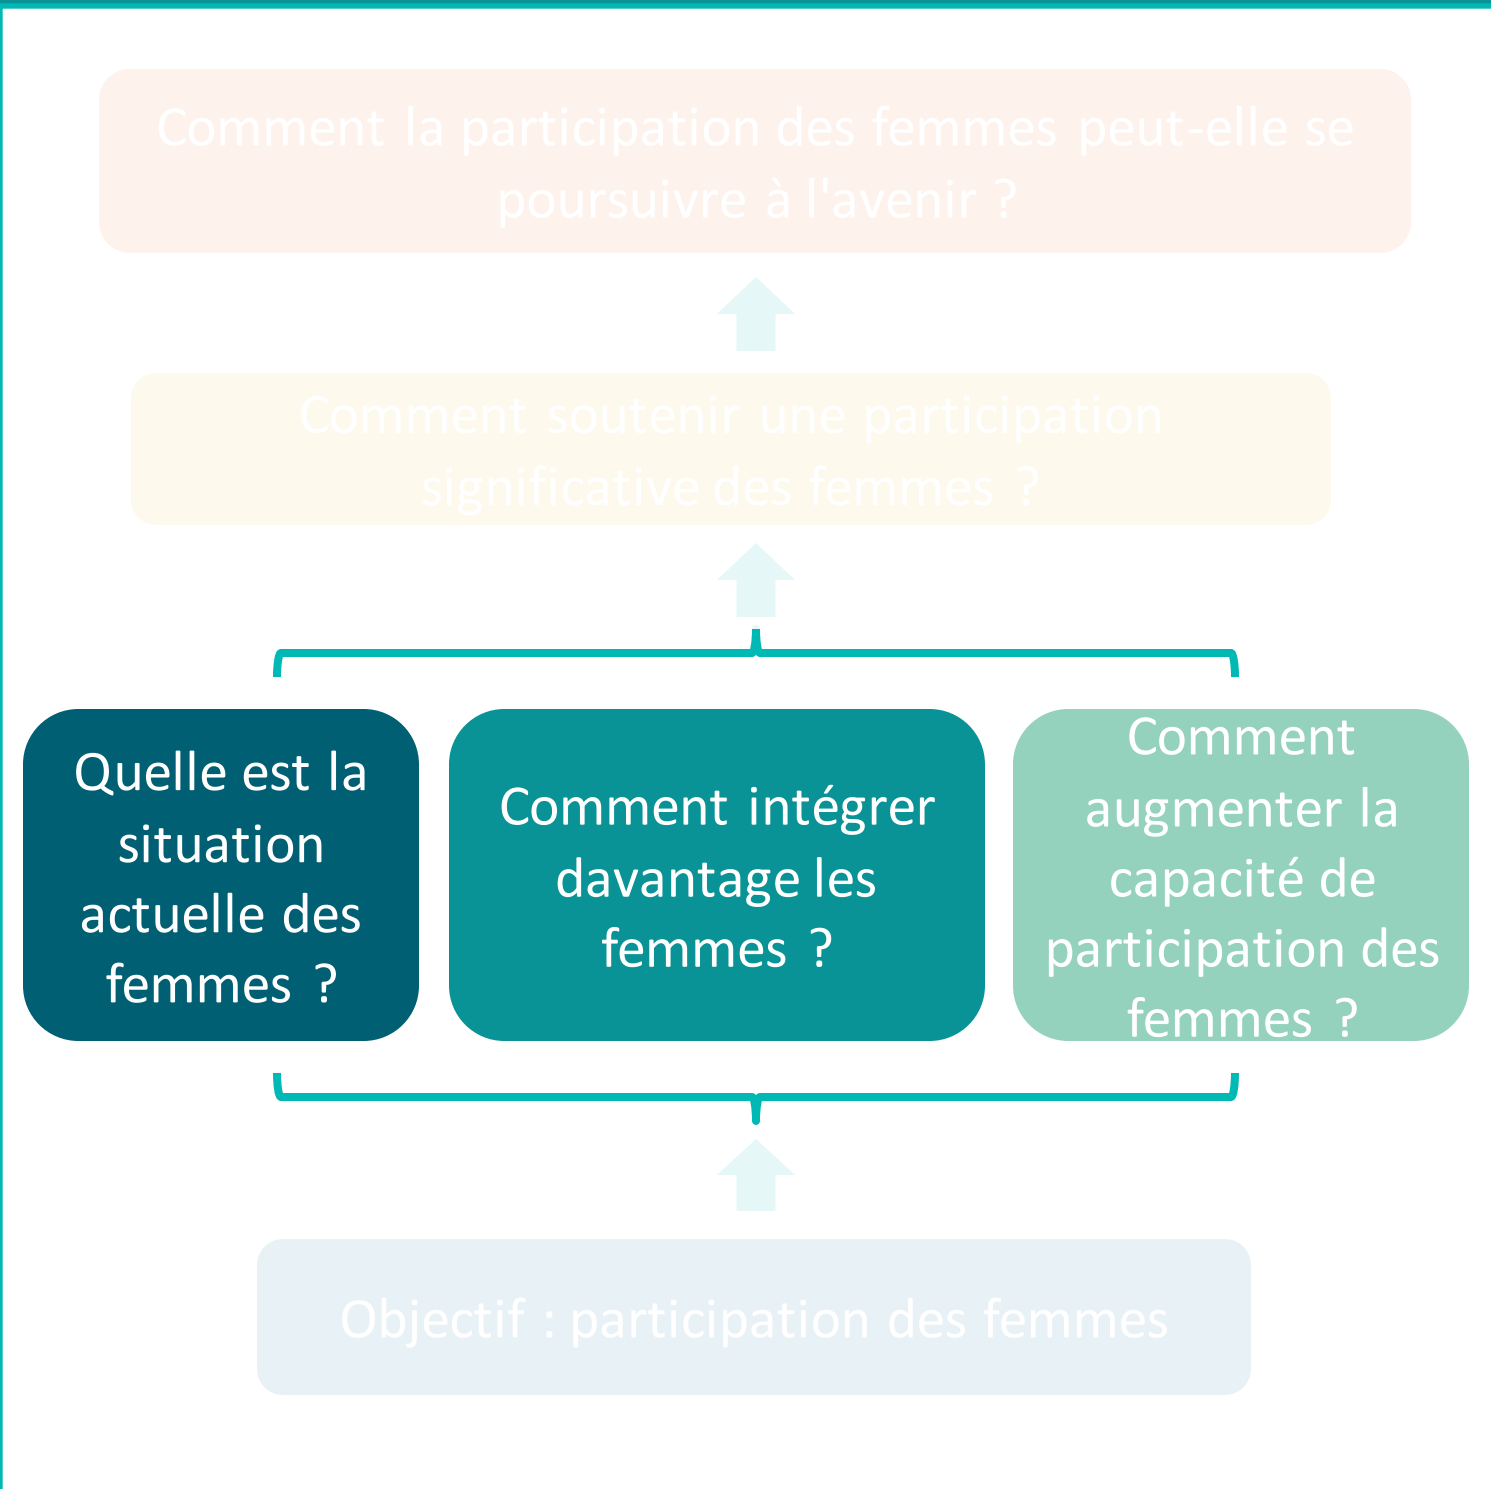 Comment la participation des femmes peut-elle se
poursuivre à l'avenir ?
Comment soutenir une participation
significative des femmes ?
Quelle est la
situation
actuelle des
femmes ?
Comment intégrer
davantage les
femmes ?
Comment
augmenter la
capacité de
participation des
femmes ?
Objectif : participation des femmes